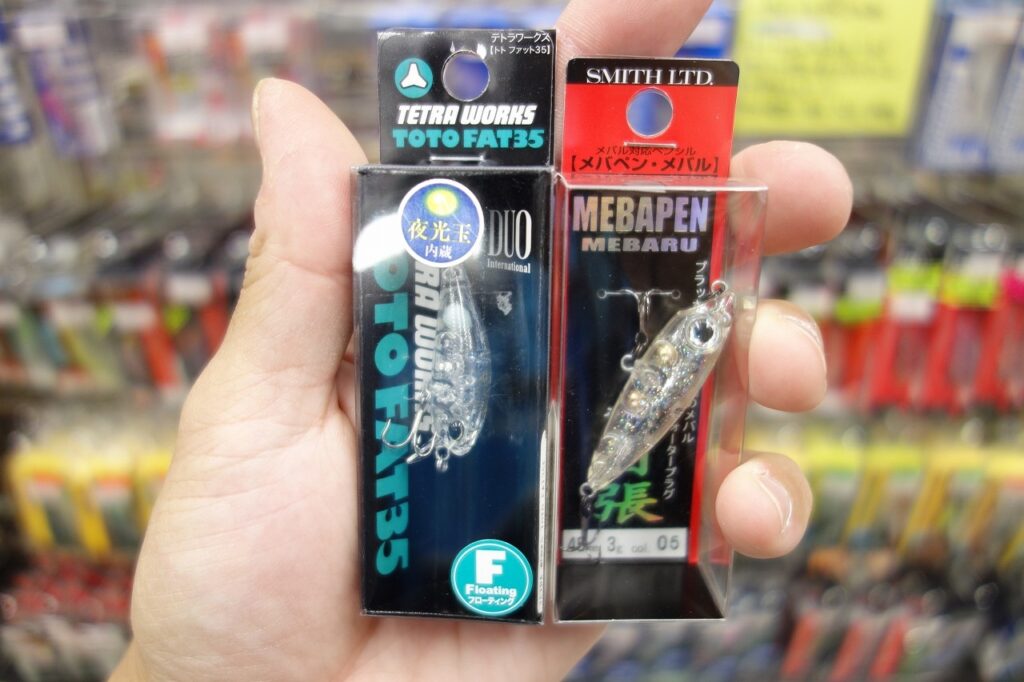 テトラワークス
【トト ファット35】
TETRA WORKS
TOTO FAT35
夜光玉
内蔵
DUO
International
TOTO FAT35
F
Floating
フローティング
SMITH LTD.
メバル対応ペンシル
【メバペン・メバル】
MEBAPEN
MEBARU
メバル
張
3g col. 05